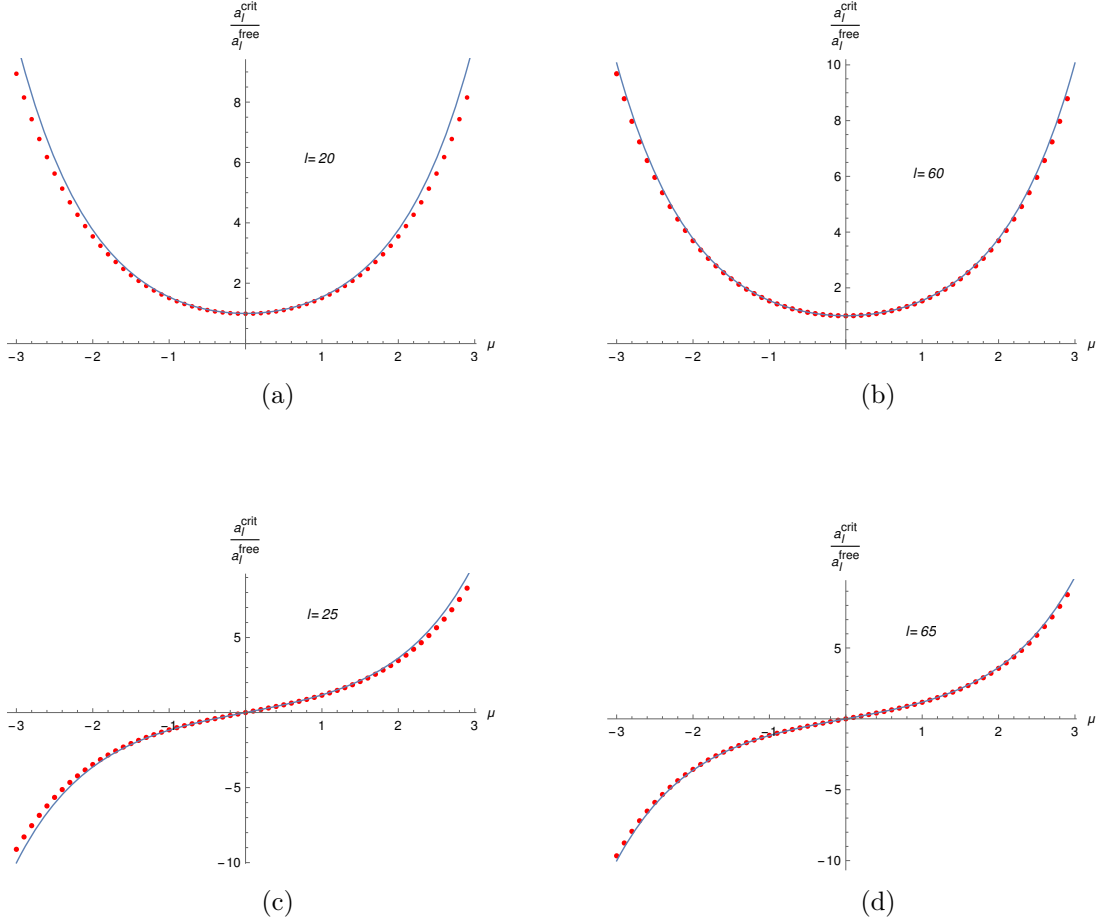 a_l^crit
a_l^free
8
6
4
2
l= 20
−3 −2 −1 1 2 3 μ
(a)
a_l^crit
a_l^free
10
8
6
4
2
l= 60
−3 −2 −1 1 2 3 μ
(b)
a_l^crit
a_l^free
5
l= 25
−3 −2 −1 1 2 3 μ
−5
−10
(c)
a_l^crit
a_l^free
5
l= 65
−3 −2 −1 1 2 3 μ
−5
−10
(d)